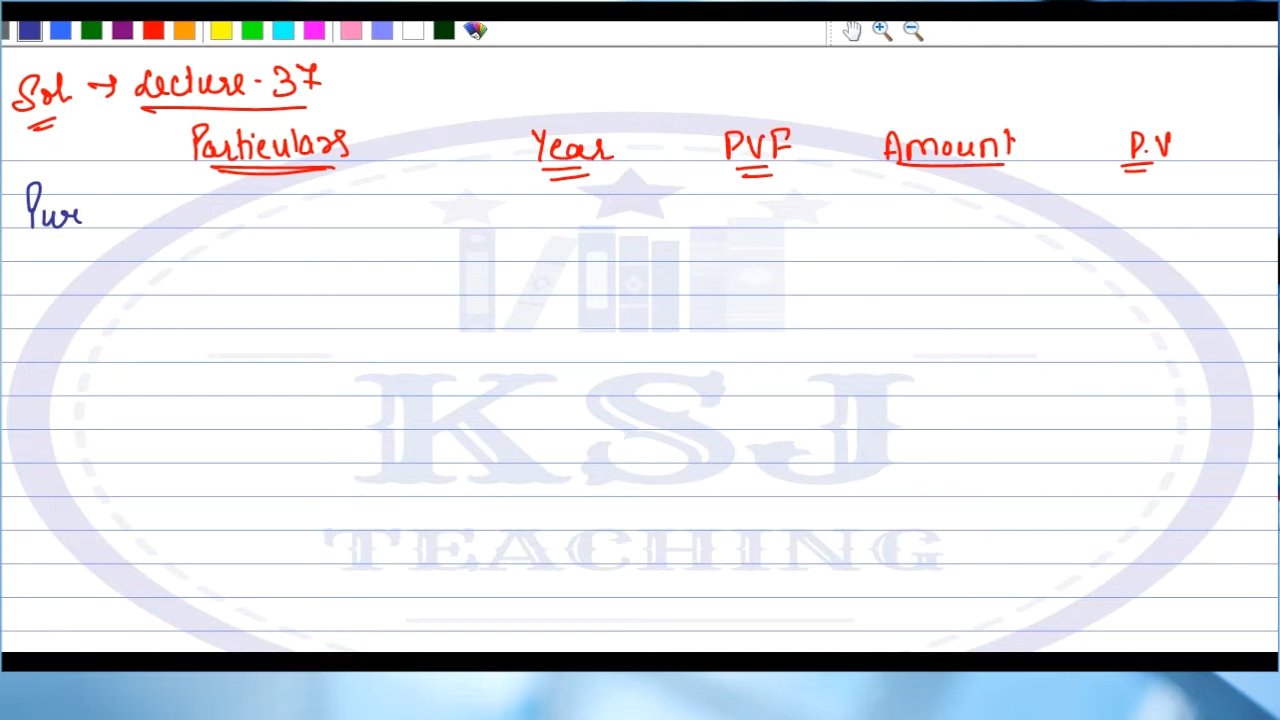 Sol → Lecture - 37
Particulars Year PVF Amount P.V
Pur
KSJ
TEACHING